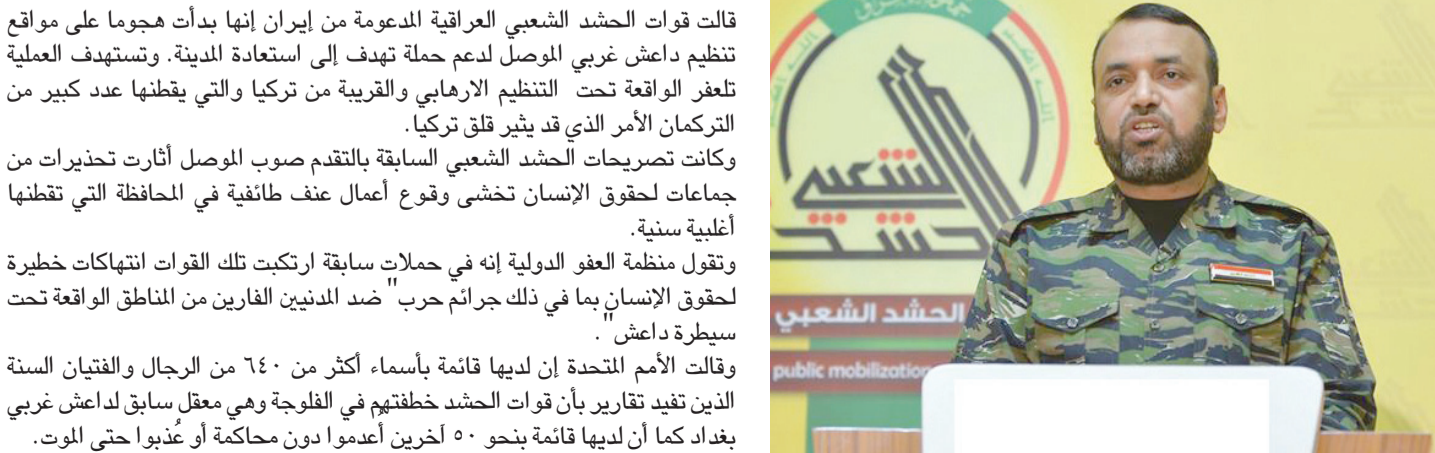 قالت قوات الحشد الشعبي العراقية المدعومة من إيران إنها بدأت هجوما على مواقع
تنظيم داعش غربي الموصل لدعم حملة تهدف إلى استعادة المدينة. وتستهدف العملية
تلعفر الواقعة تحت التنظيم الارهابي والقريبة من تركيا والتي يقطنها عدد كبير من
التركمان الأمر الذي قد يثير قلق تركيا.
وكانت تصريحات الحشد الشعبي السابقة بالتقدم صوب الموصل أثارت تحذيرات من
جماعات لحقوق الإنسان تخشى وقوع أعمال عنف طائفية في المحافظة التي تقطنها
أغلبية سنية.
وتقول منظمة العفو الدولية إنه في حملات سابقة ارتكبت تلك القوات انتهاكات خطيرة
لحقوق الإنسان بما في ذلك جرائم حرب" ضد المدنيين الفارين من المناطق الواقعة تحت
سيطرة داعش".
وقالت الأمم المتحدة إن لديها قائمة بأسماء أكثر من ٦٤٠ من الرجال والفتيان السنة
الذين تفيد تقارير بأن قوات الحشد خطفتهم في الفلوجة وهي معقل سابق لداعش غربي
بغداد كما أن لديها قائمة بنحو ٥٠ آخرين أُعدموا دون محاكمة أو عُذبوا حتى الموت.
الحشد الشعبي
الحشد الشعبي
public mobilization